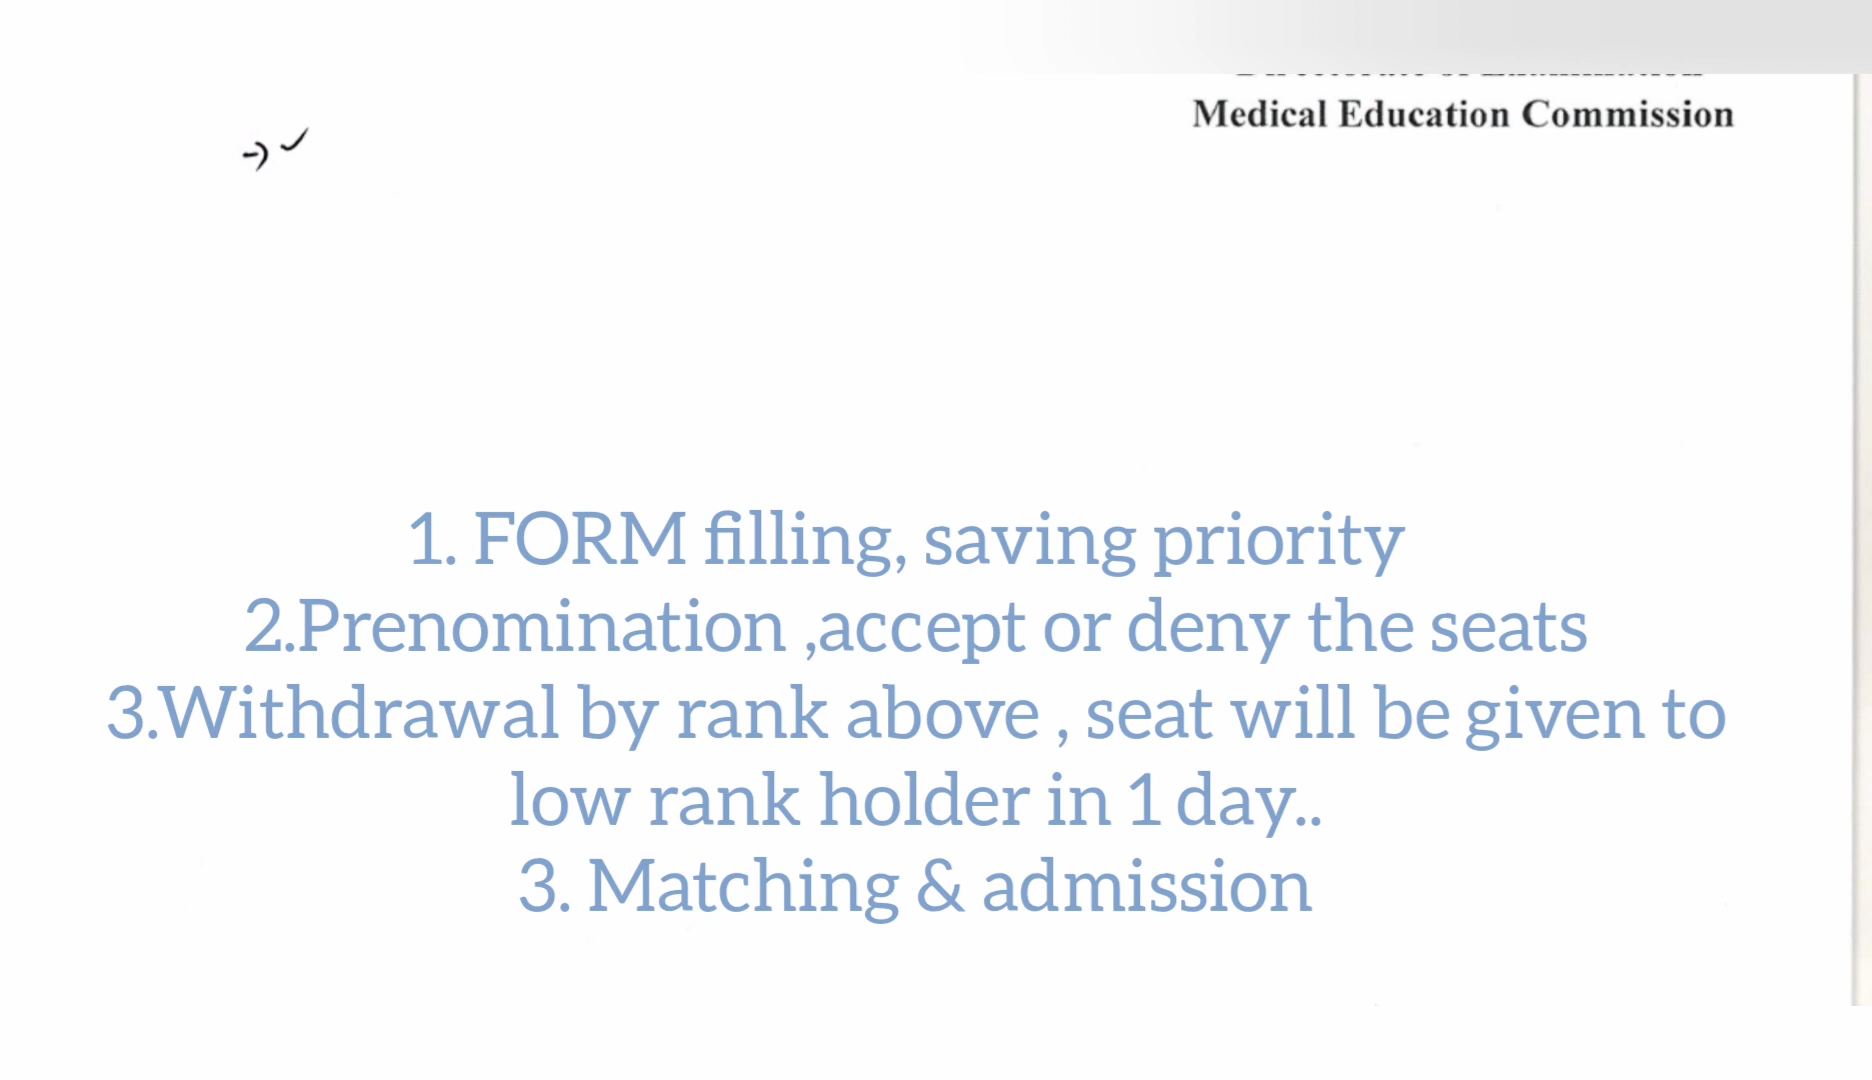 Medical Education Commission
1. FORM filling, saving priority
2.Prenomination ,accept or deny the seats
3.Withdrawal by rank above , seat will be given to
low rank holder in 1 day..
3. Matching & admission